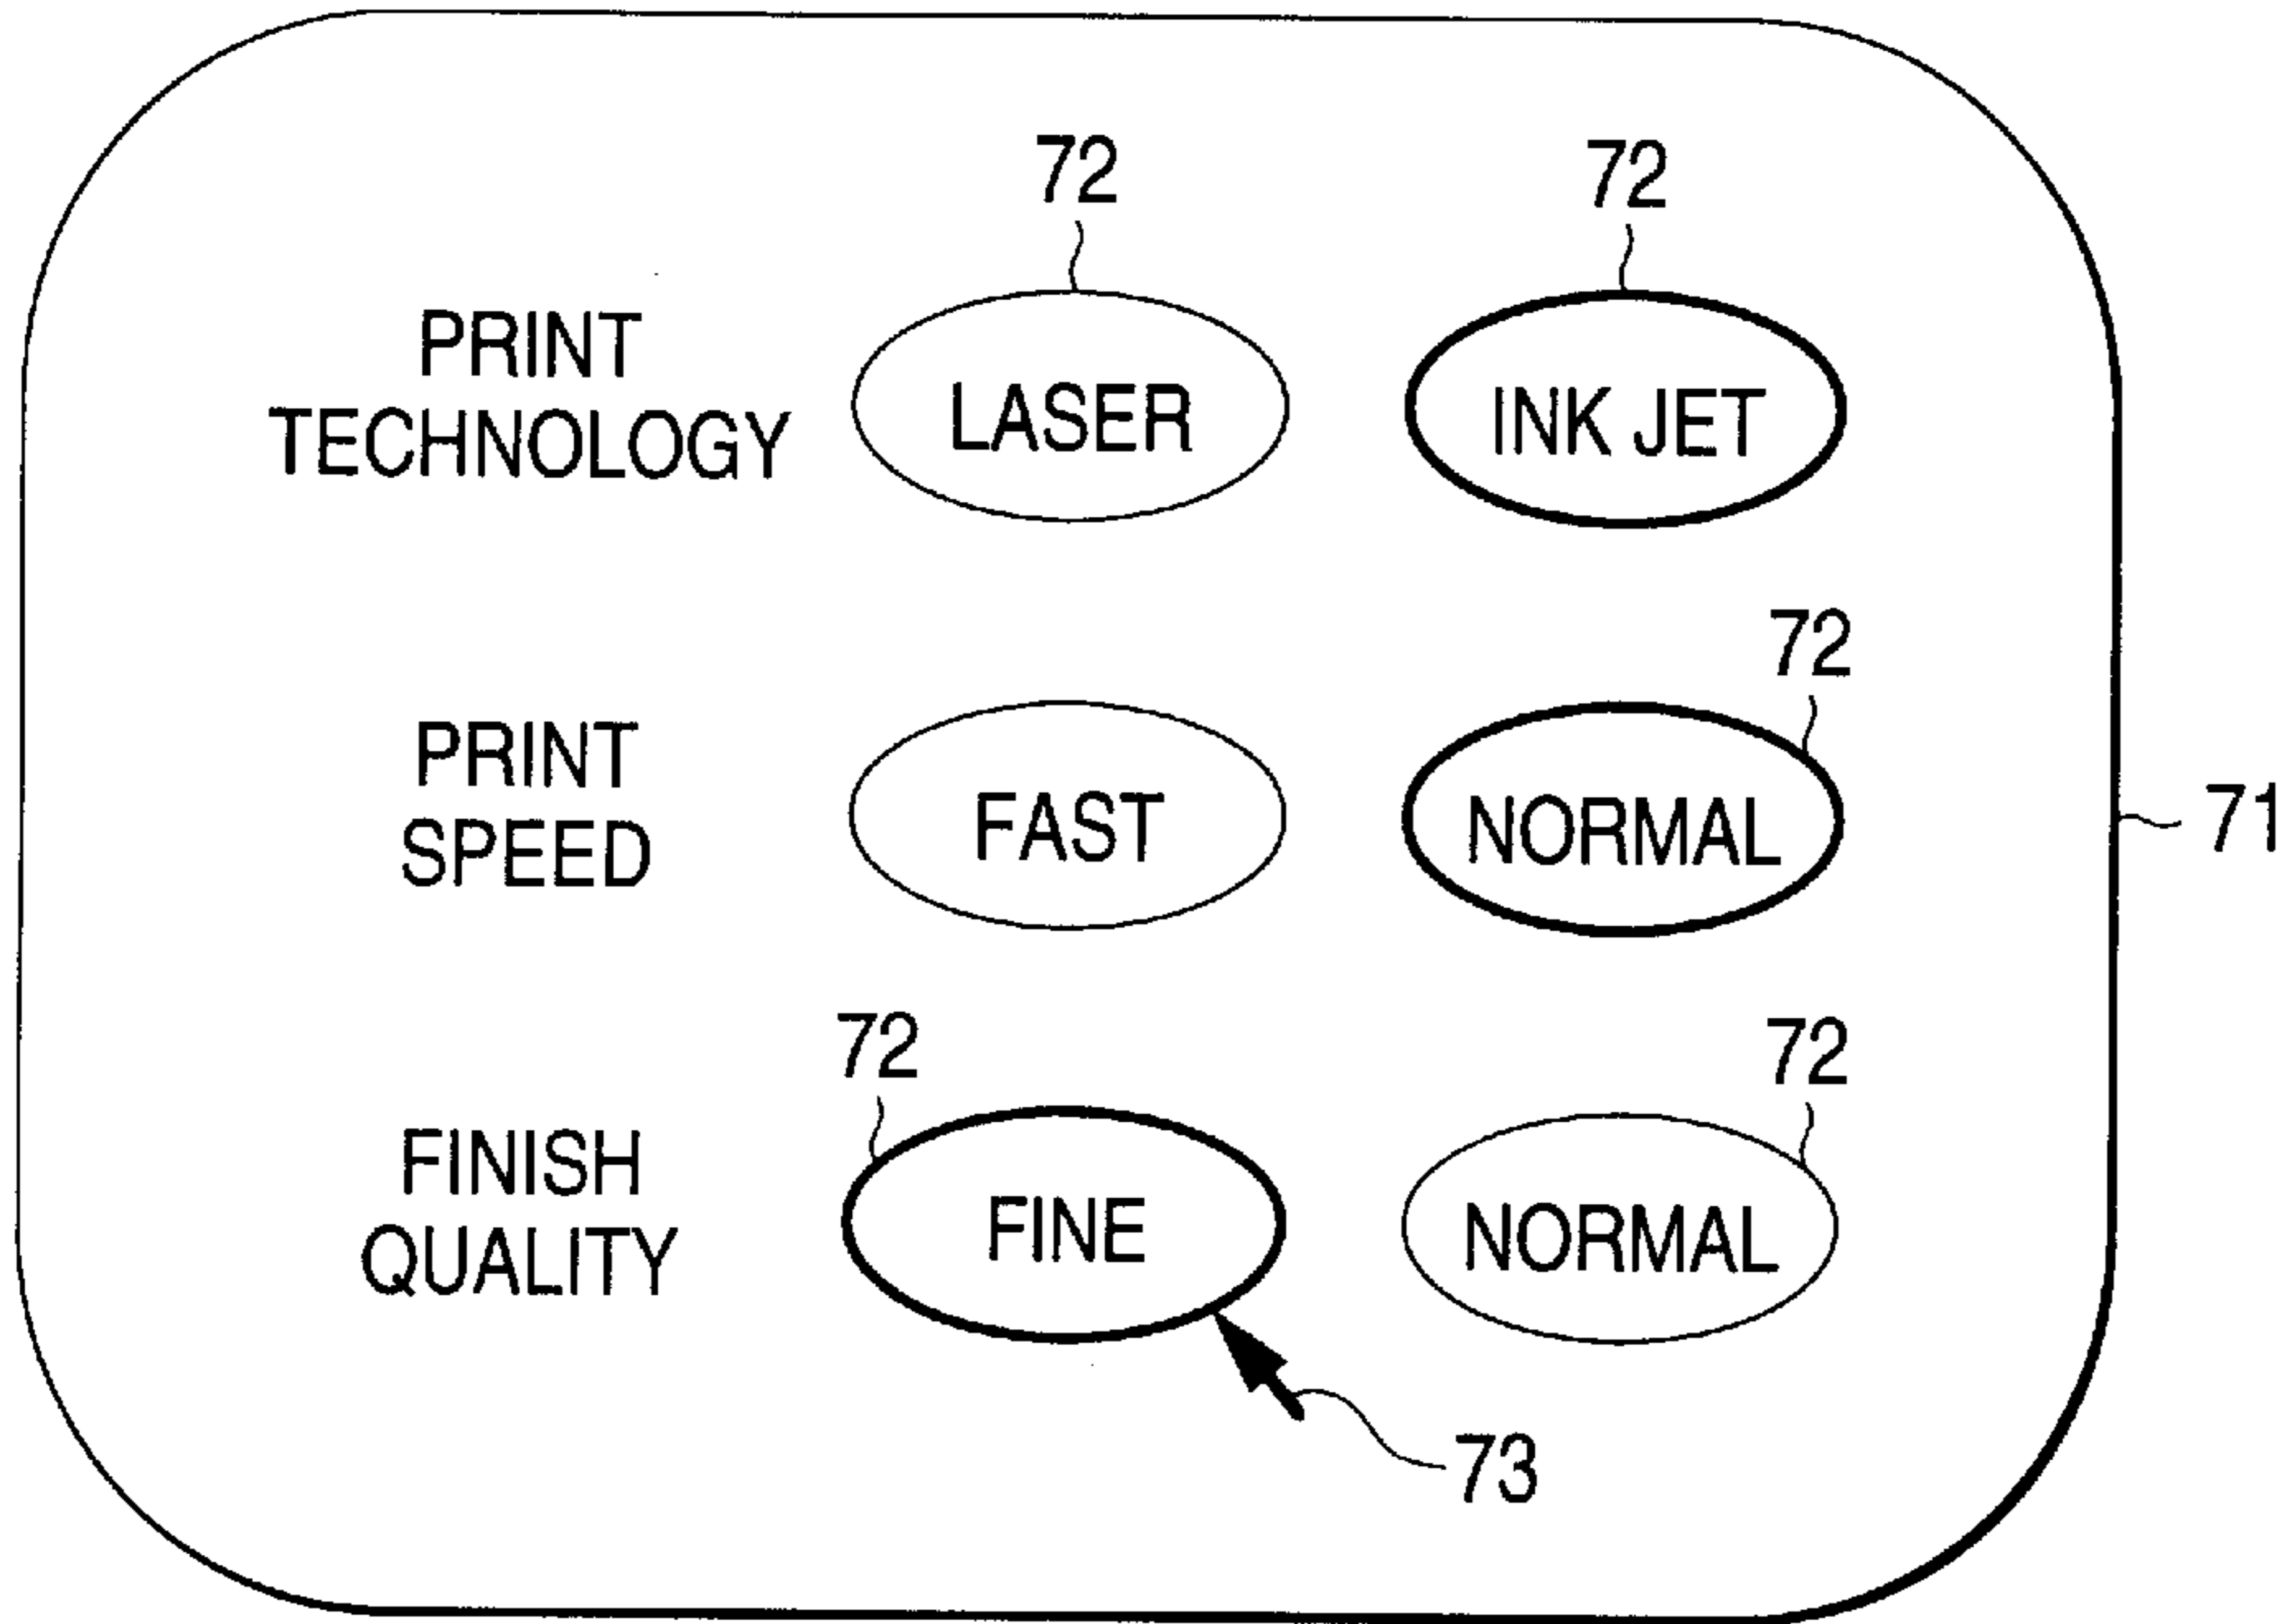 72 72
PRINT
TECHNOLOGY
LASER INK JET
72
PRINT
SPEED
FAST NORMAL
71
72 72
FINISH
QUALITY
FINE NORMAL
73